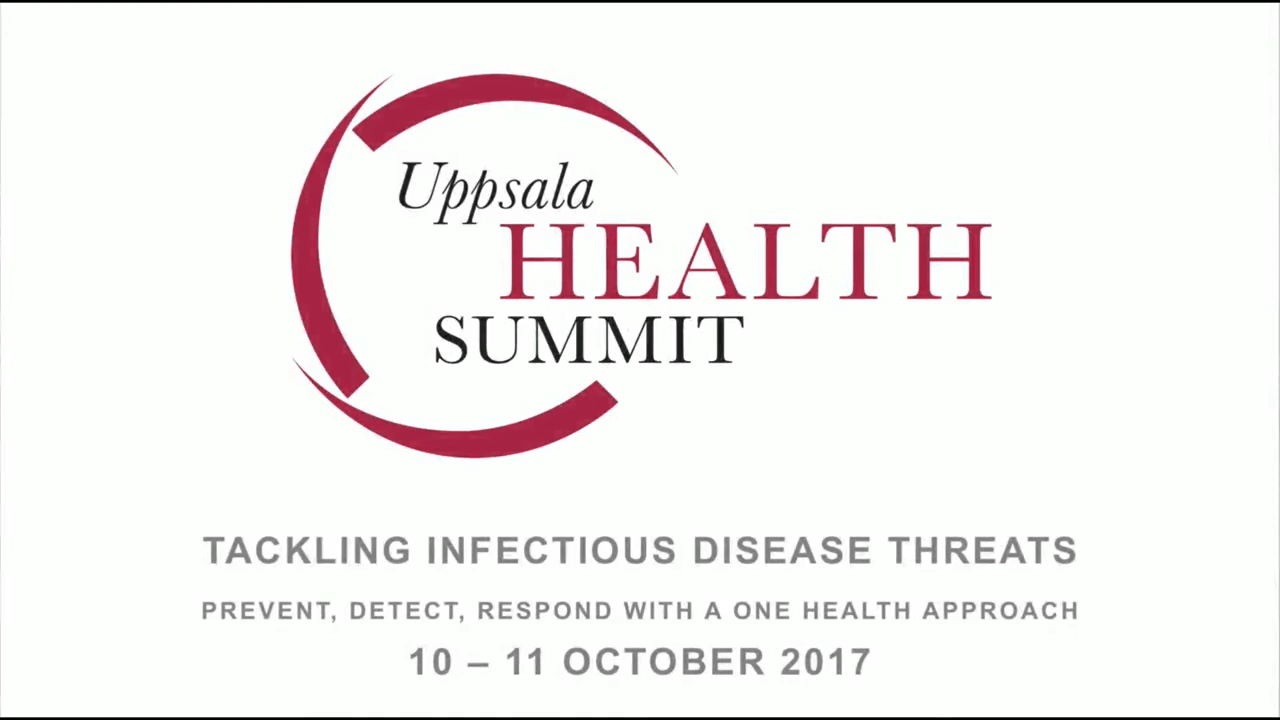 Uppsala
HEALTH
SUMMIT
TACKLING INFECTIOUS DISEASE THREATS
PREVENT, DETECT, RESPOND WITH A ONE HEALTH APPROACH
10 – 11 OCTOBER 2017